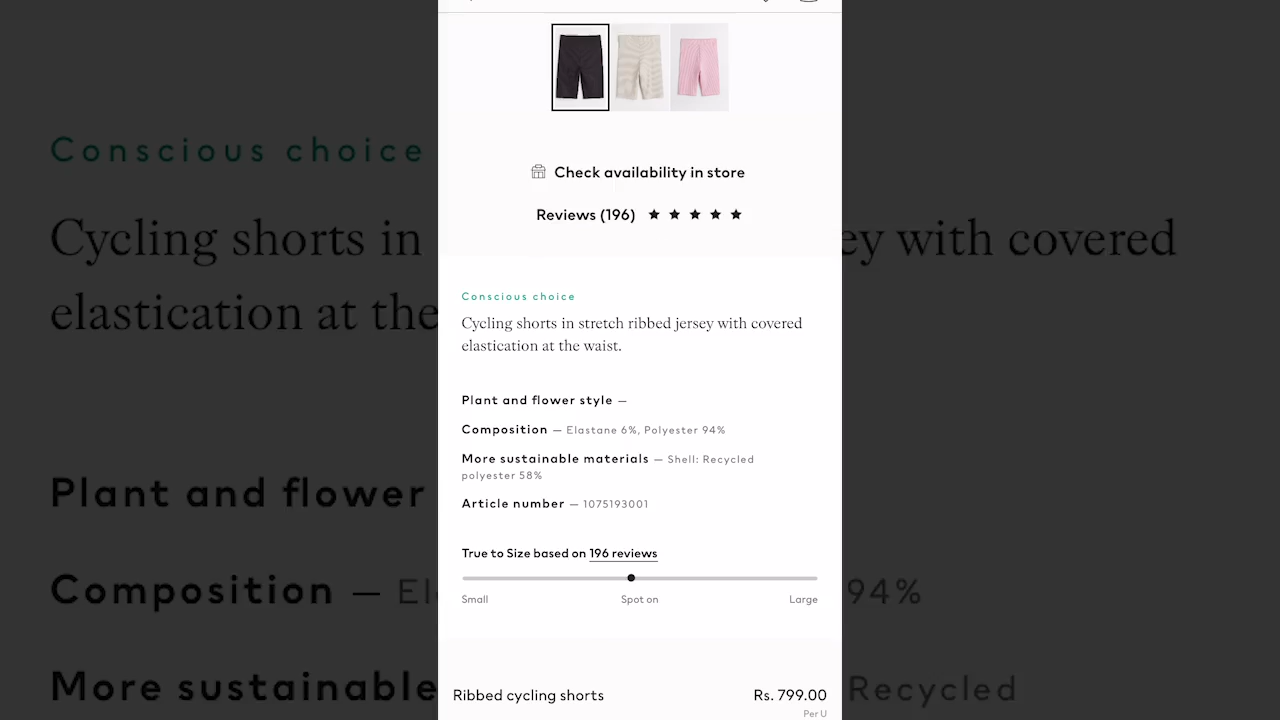 Check availability in store
Reviews (196) ★ ★ ★ ★ ★
Conscious choice
Cycling shorts in stretch ribbed jersey with covered
elastication at the waist.
Plant and flower style —
Composition — Elastane 6%, Polyester 94%
More sustainable materials — Shell: Recycled
polyester 58%
Article number — 1075193001
True to Size based on 196 reviews
Small Spot on Large
Ribbed cycling shorts Rs. 799.00
Per U
Conscious choice
Cycling shorts in
ey with covered
elastication at the
Plant and flower
Composition — El
94%
More sustainable
Recycled